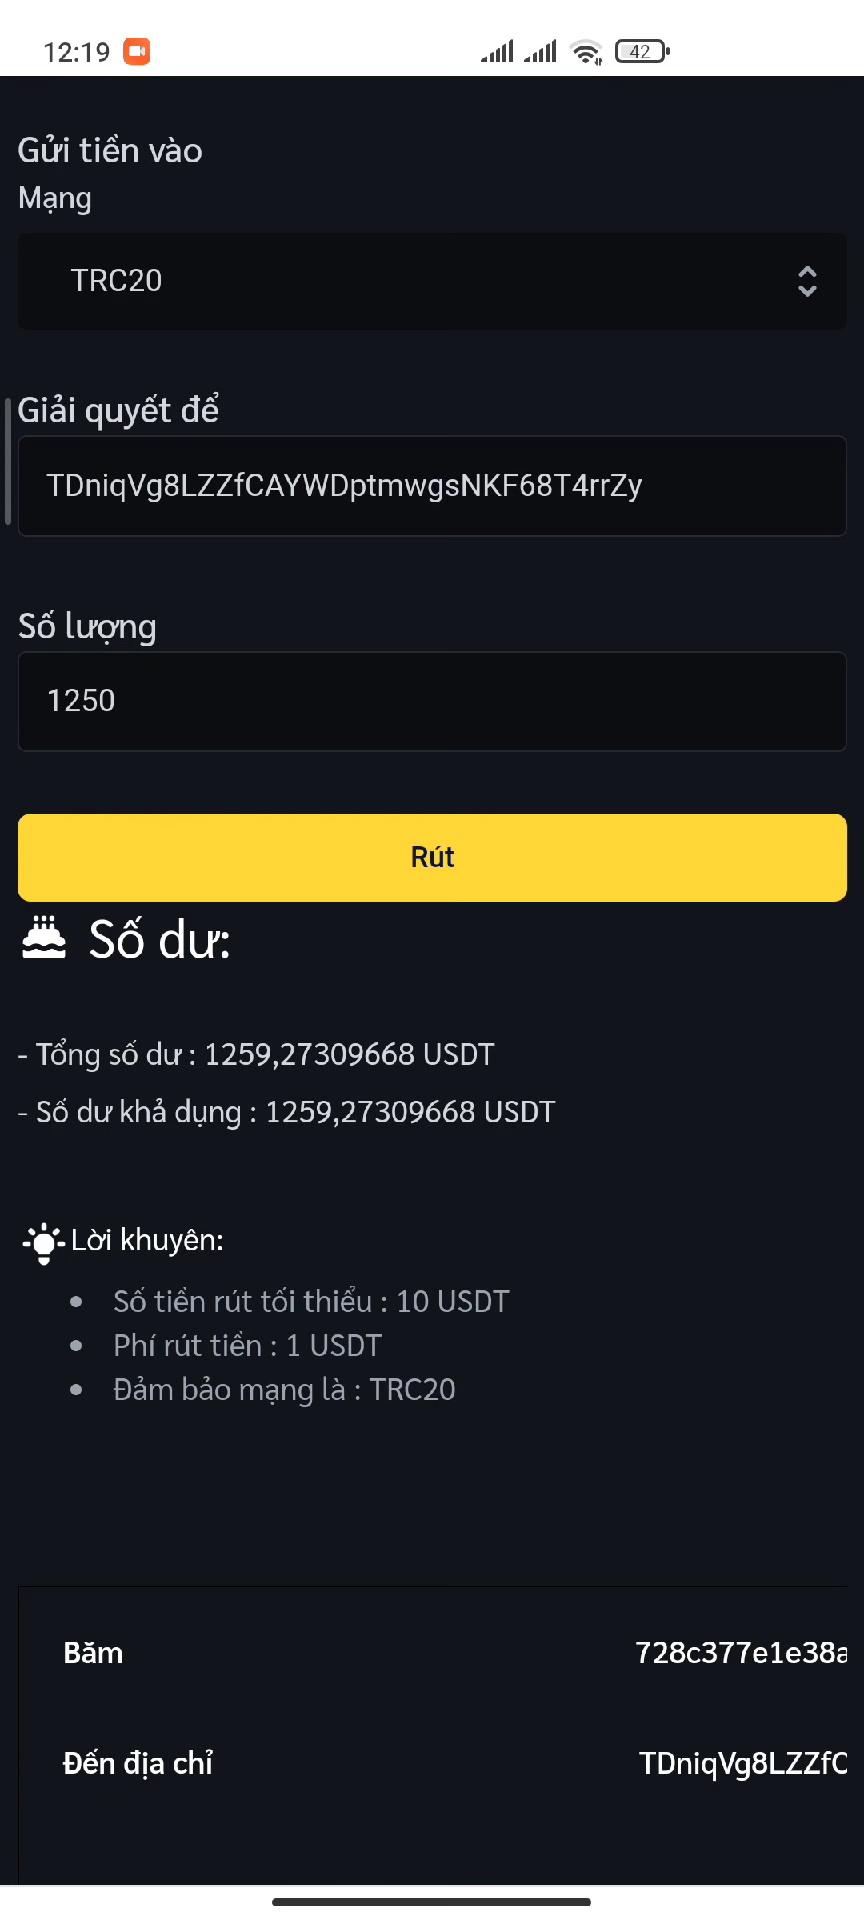 12:19
42
Gửi tiền vào
Mạng
TRC20
Giải quyết để
TDniqVg8LZZfCAYWDptmwgsNKF68T4rrZy
Số lượng
1250
Rút
Số dư:
- Tổng số dư : 1259,27309668 USDT
- Số dư khả dụng : 1259,27309668 USDT
Lời khuyên:
• Số tiền rút tối thiểu : 10 USDT
• Phí rút tiền : 1 USDT
• Đảm bảo mạng là : TRC20
Băm 728c377e1e38a
Đến địa chỉ TDniqVg8LZZfC